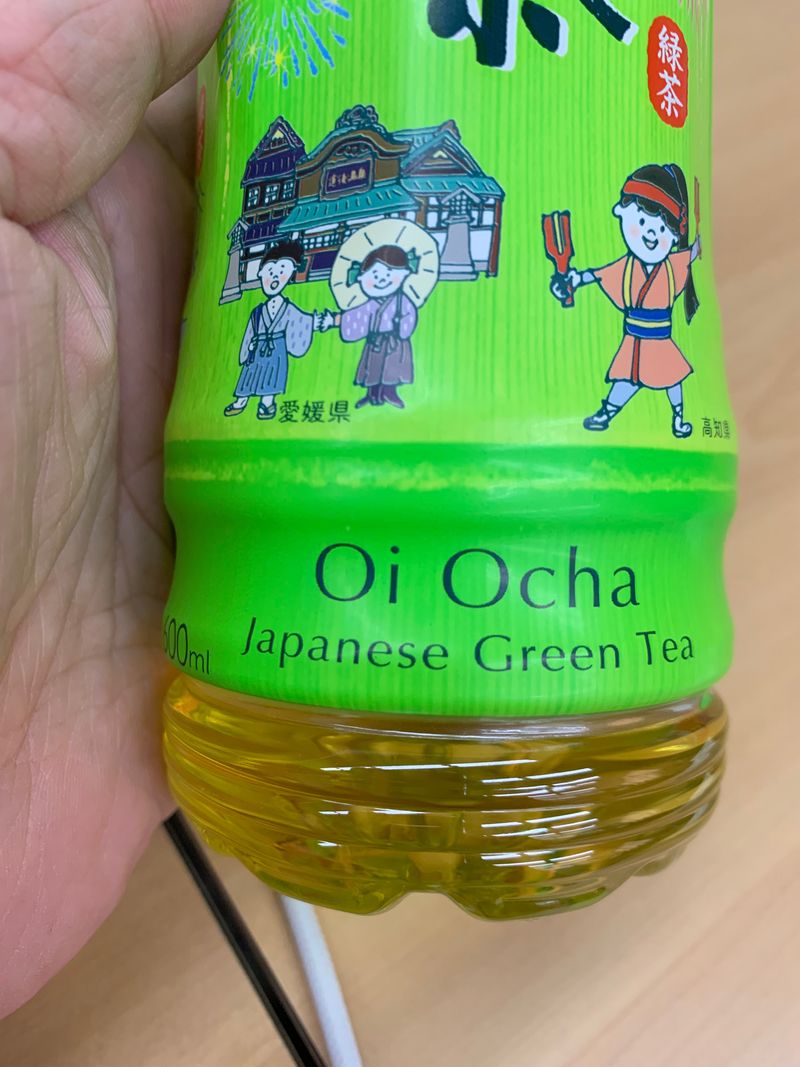 緑茶
道後温泉
愛媛県
高知県
Oi Ocha
600ml
Japanese Green Tea